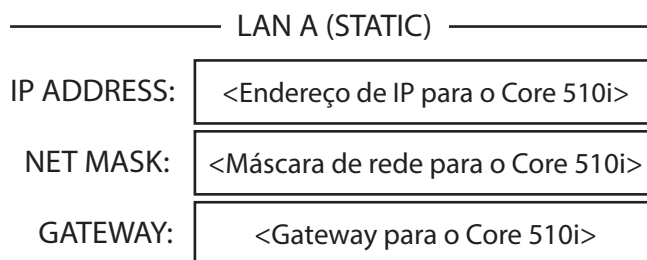 LAN A (STATIC)
IP ADDRESS: <Endereço de IP para o Core 510i>
NET MASK: <Máscara de rede para o Core 510i>
GATEWAY: <Gateway para o Core 510i>